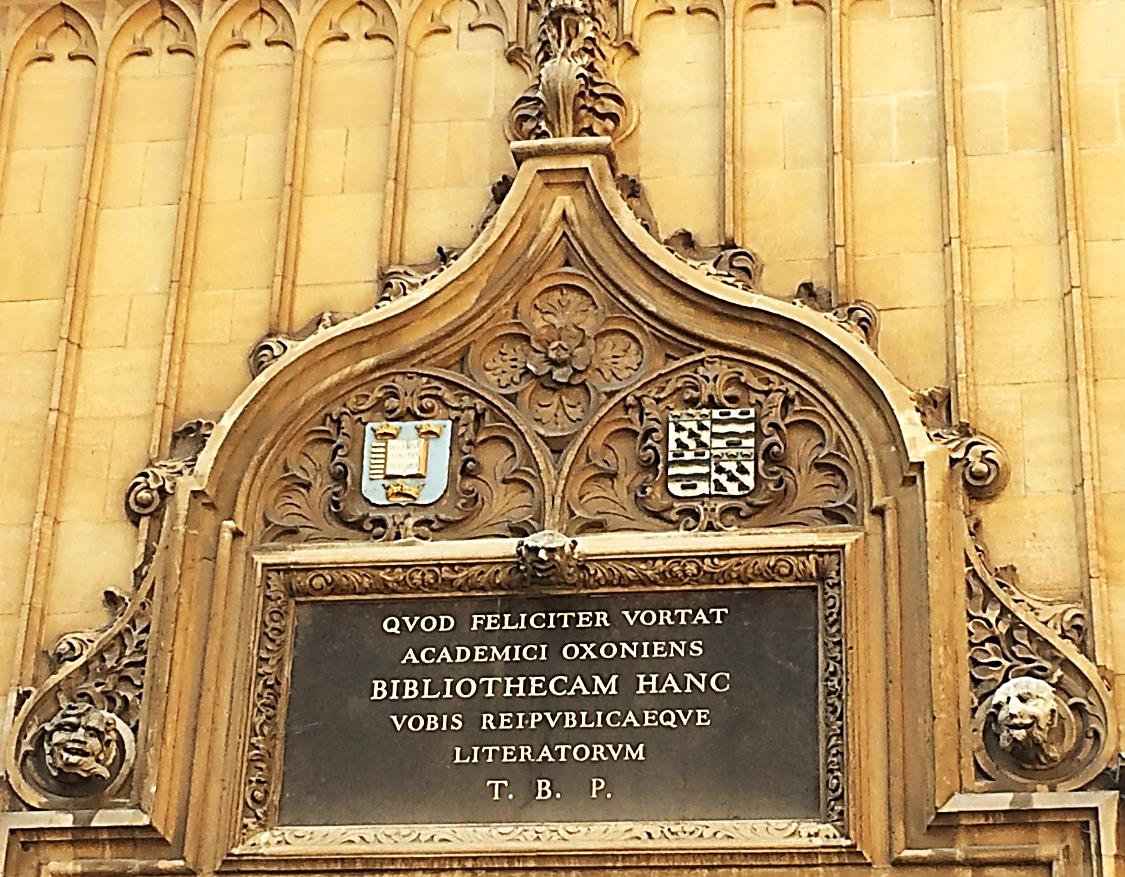 QVOD FELICITER VORTAT
ACADEMICI OXONIENS
BIBLIOTHECAM HANC
VOBIS REIPVBLICAEQVE
LITERATORVM
T. B. P.